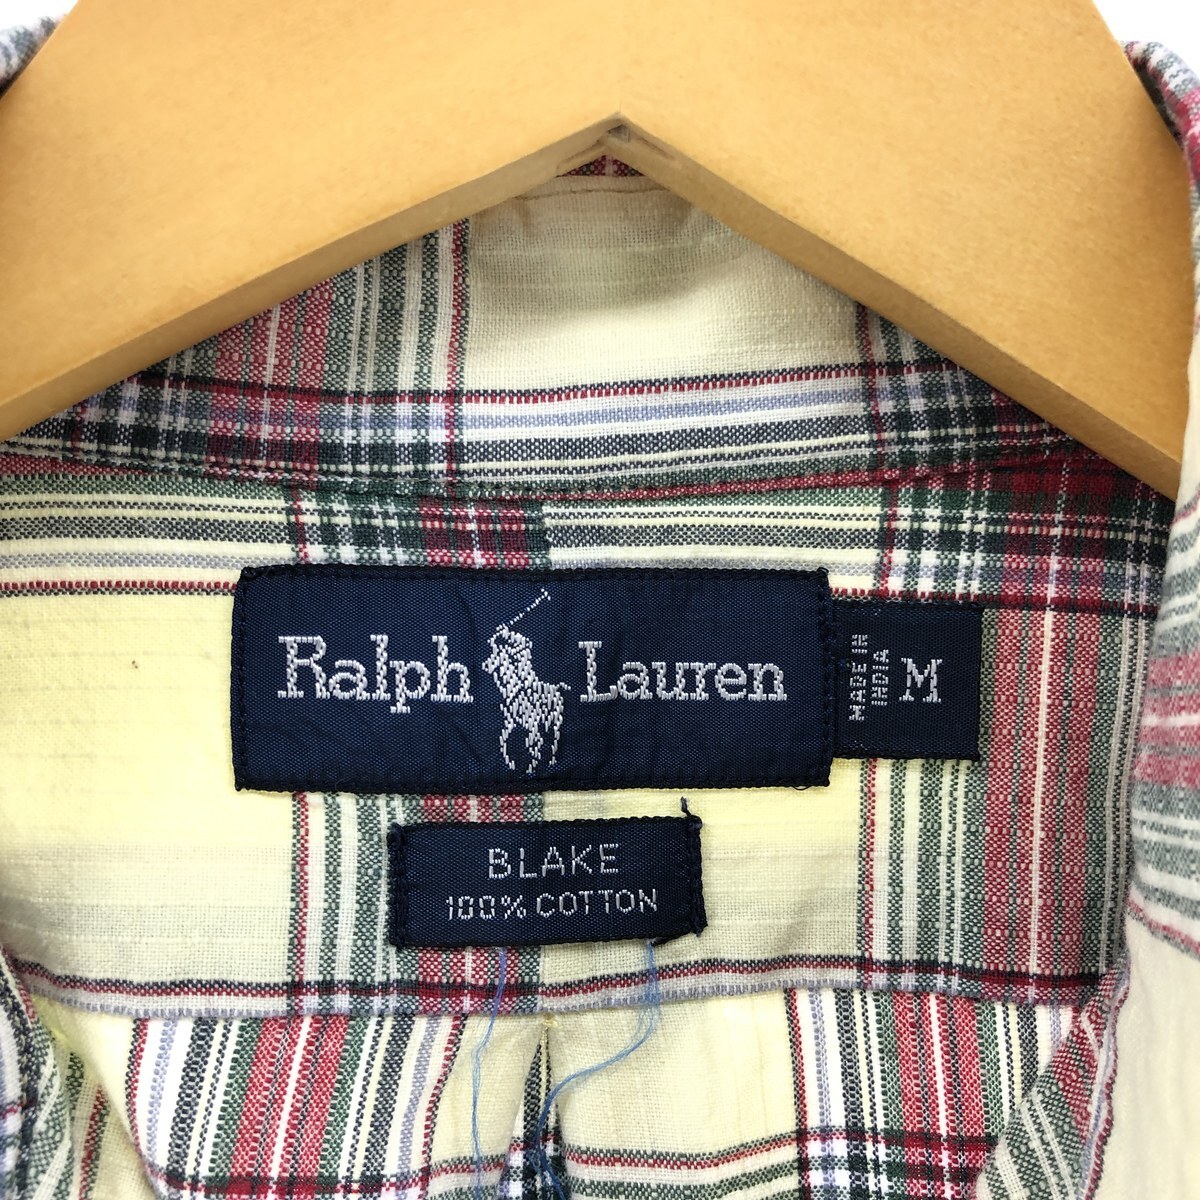 Ralph Lauren
MADE IN
INDIA
M
BLAKE
100% COTTON